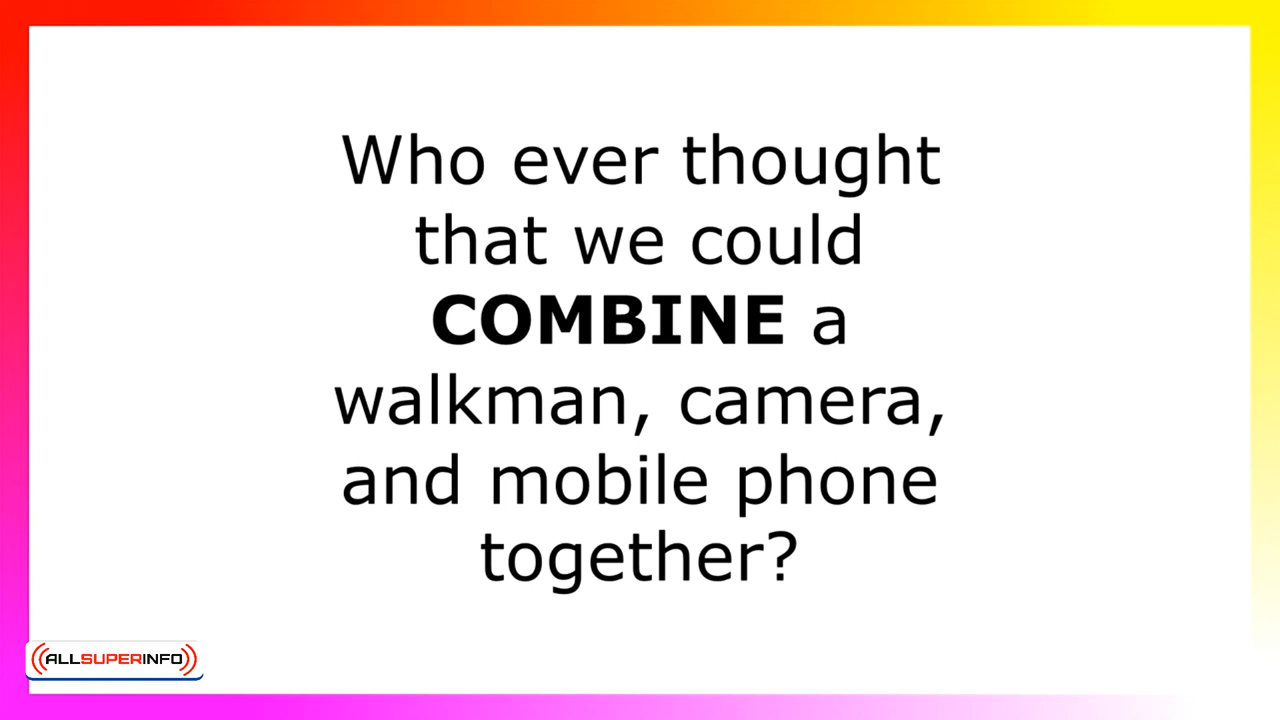 Who ever thought
that we could
COMBINE a
walkman, camera,
and mobile phone
together?
ALLSUPERINFO